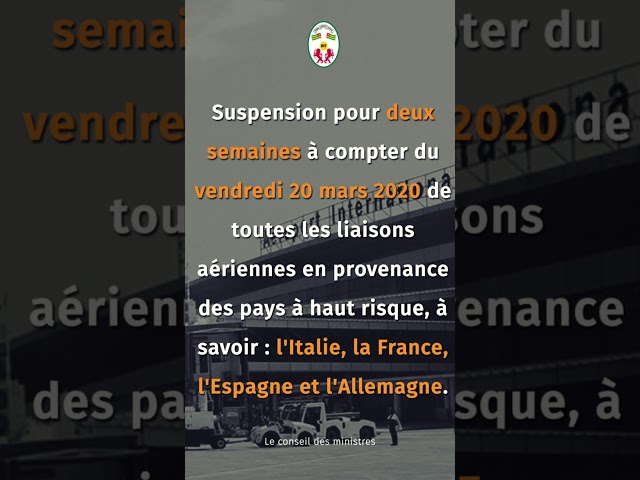 Suspension pour deux
semaines à compter du
vendredi 20 mars 2020 de
toutes les liaisons
aériennes en provenance
des pays à haut risque, à
savoir : l'Italie, la France,
l'Espagne et l'Allemagne.
Le conseil des ministres